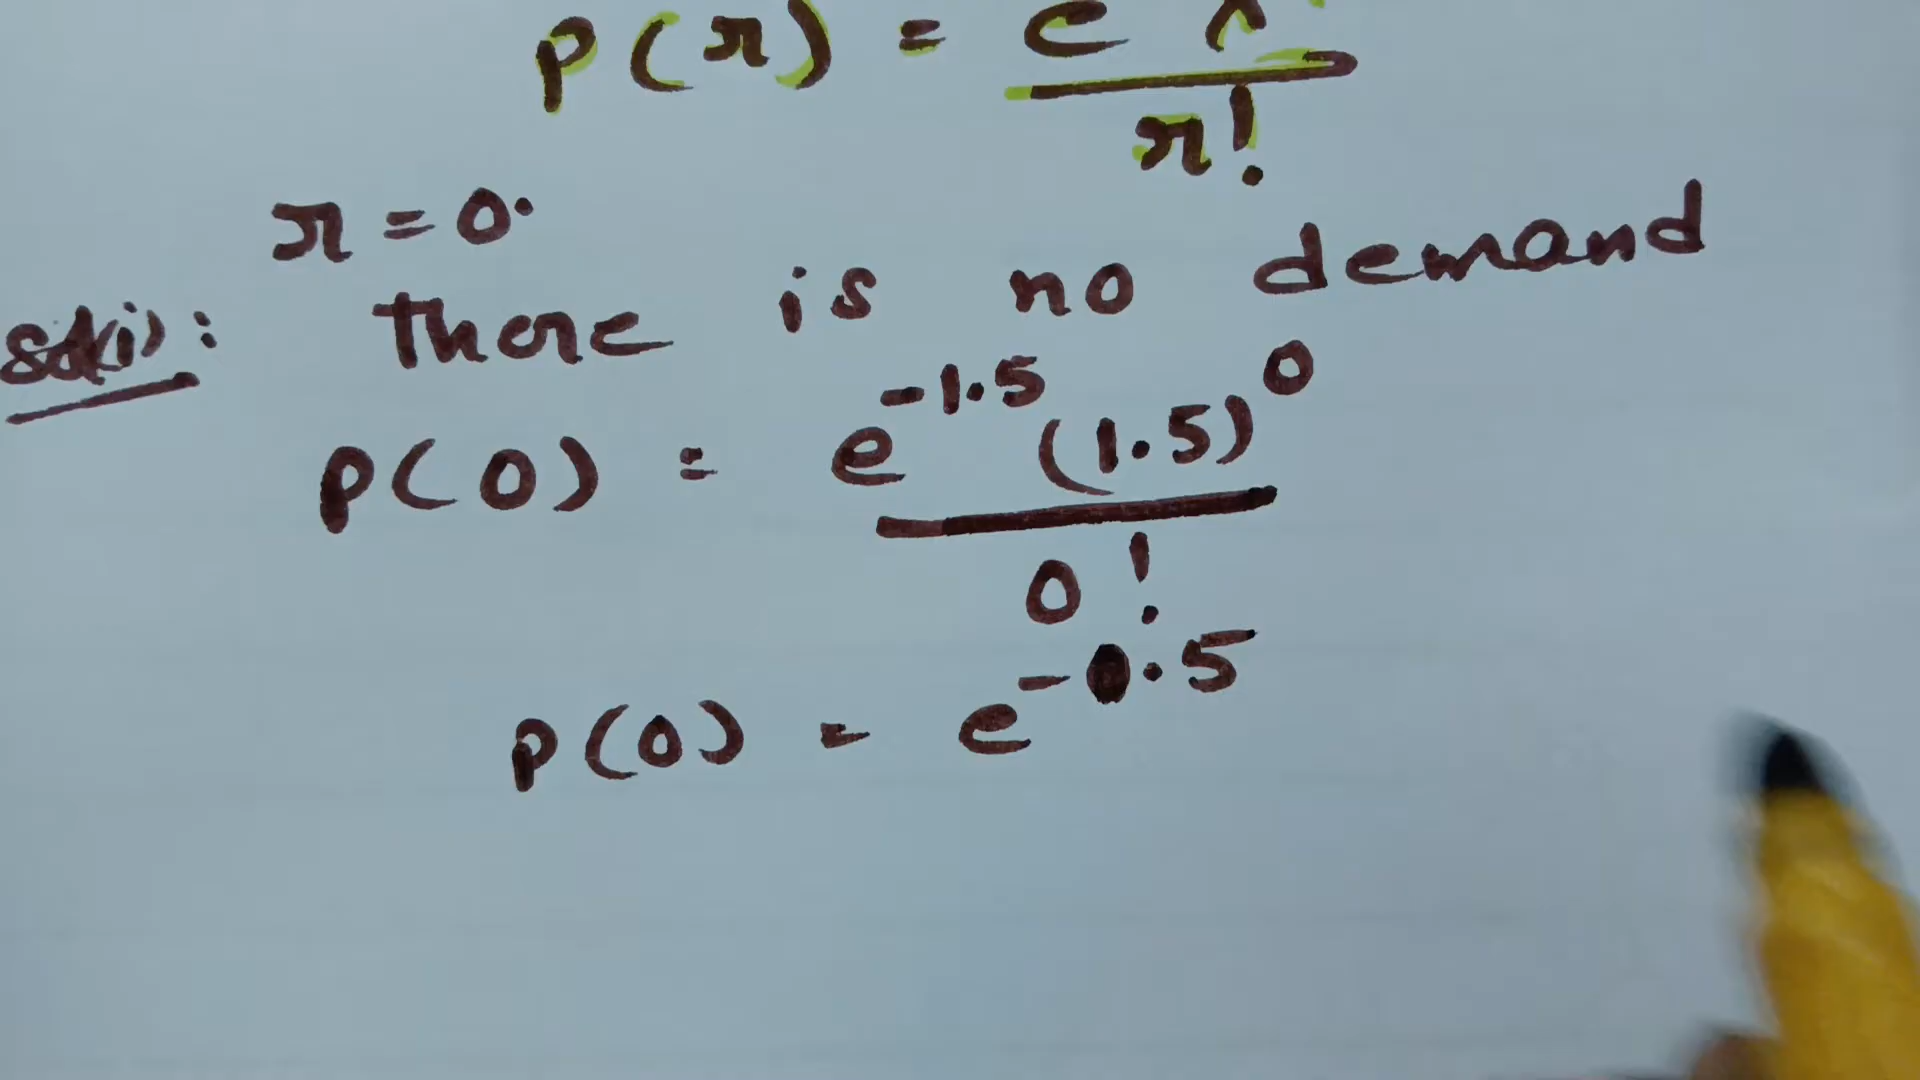 P(x) = e λ
x!
x = 0.
Sol(i): There is no demand
P(0) = e^-1.5 (1.5)^0
0!
P(0) = e^-0.5